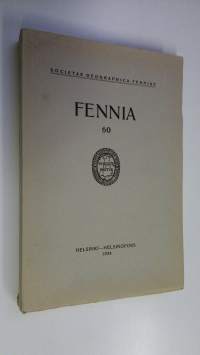 SOCIETAS GEOGRAPHICA FENNIAE
FENNIA
60
HELSINKI—HELSINGFORS